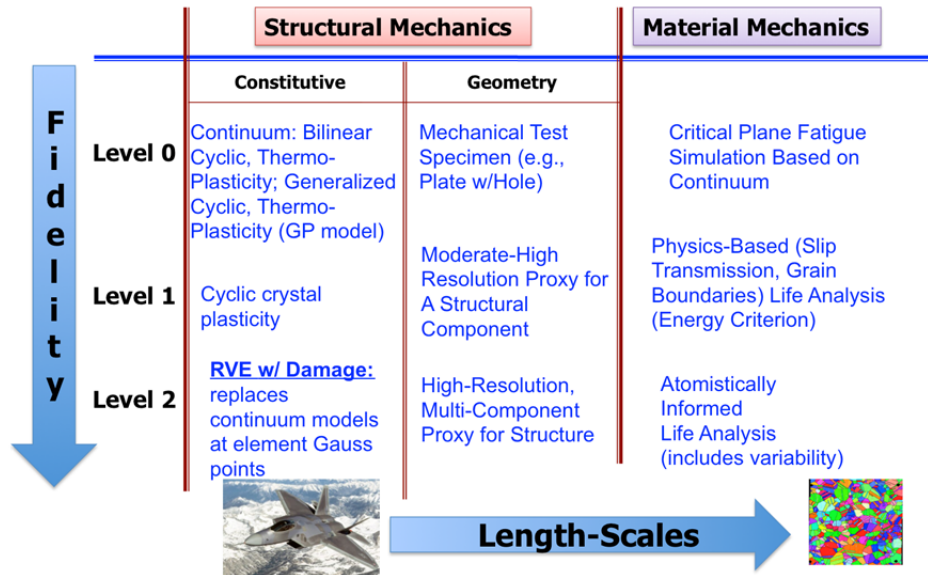 Structural Mechanics
Material Mechanics
Fidelity
Constitutive
Geometry
Level 0
Continuum: Bilinear
Cyclic, Thermo-
Plasticity; Generalized
Cyclic, Thermo-
Plasticity (GP model)
Mechanical Test
Specimen (e.g.,
Plate w/Hole)
Critical Plane Fatigue
Simulation Based on
Continuum
Level 1
Cyclic crystal
plasticity
Moderate-High
Resolution Proxy for
A Structural
Component
Physics-Based (Slip
Transmission, Grain
Boundaries) Life Analysis
(Energy Criterion)
Level 2
RVE w/ Damage:
replaces
continuum models
at element Gauss
points
High-Resolution,
Multi-Component
Proxy for Structure
Atomistically
Informed
Life Analysis
(includes variability)
Length-Scales